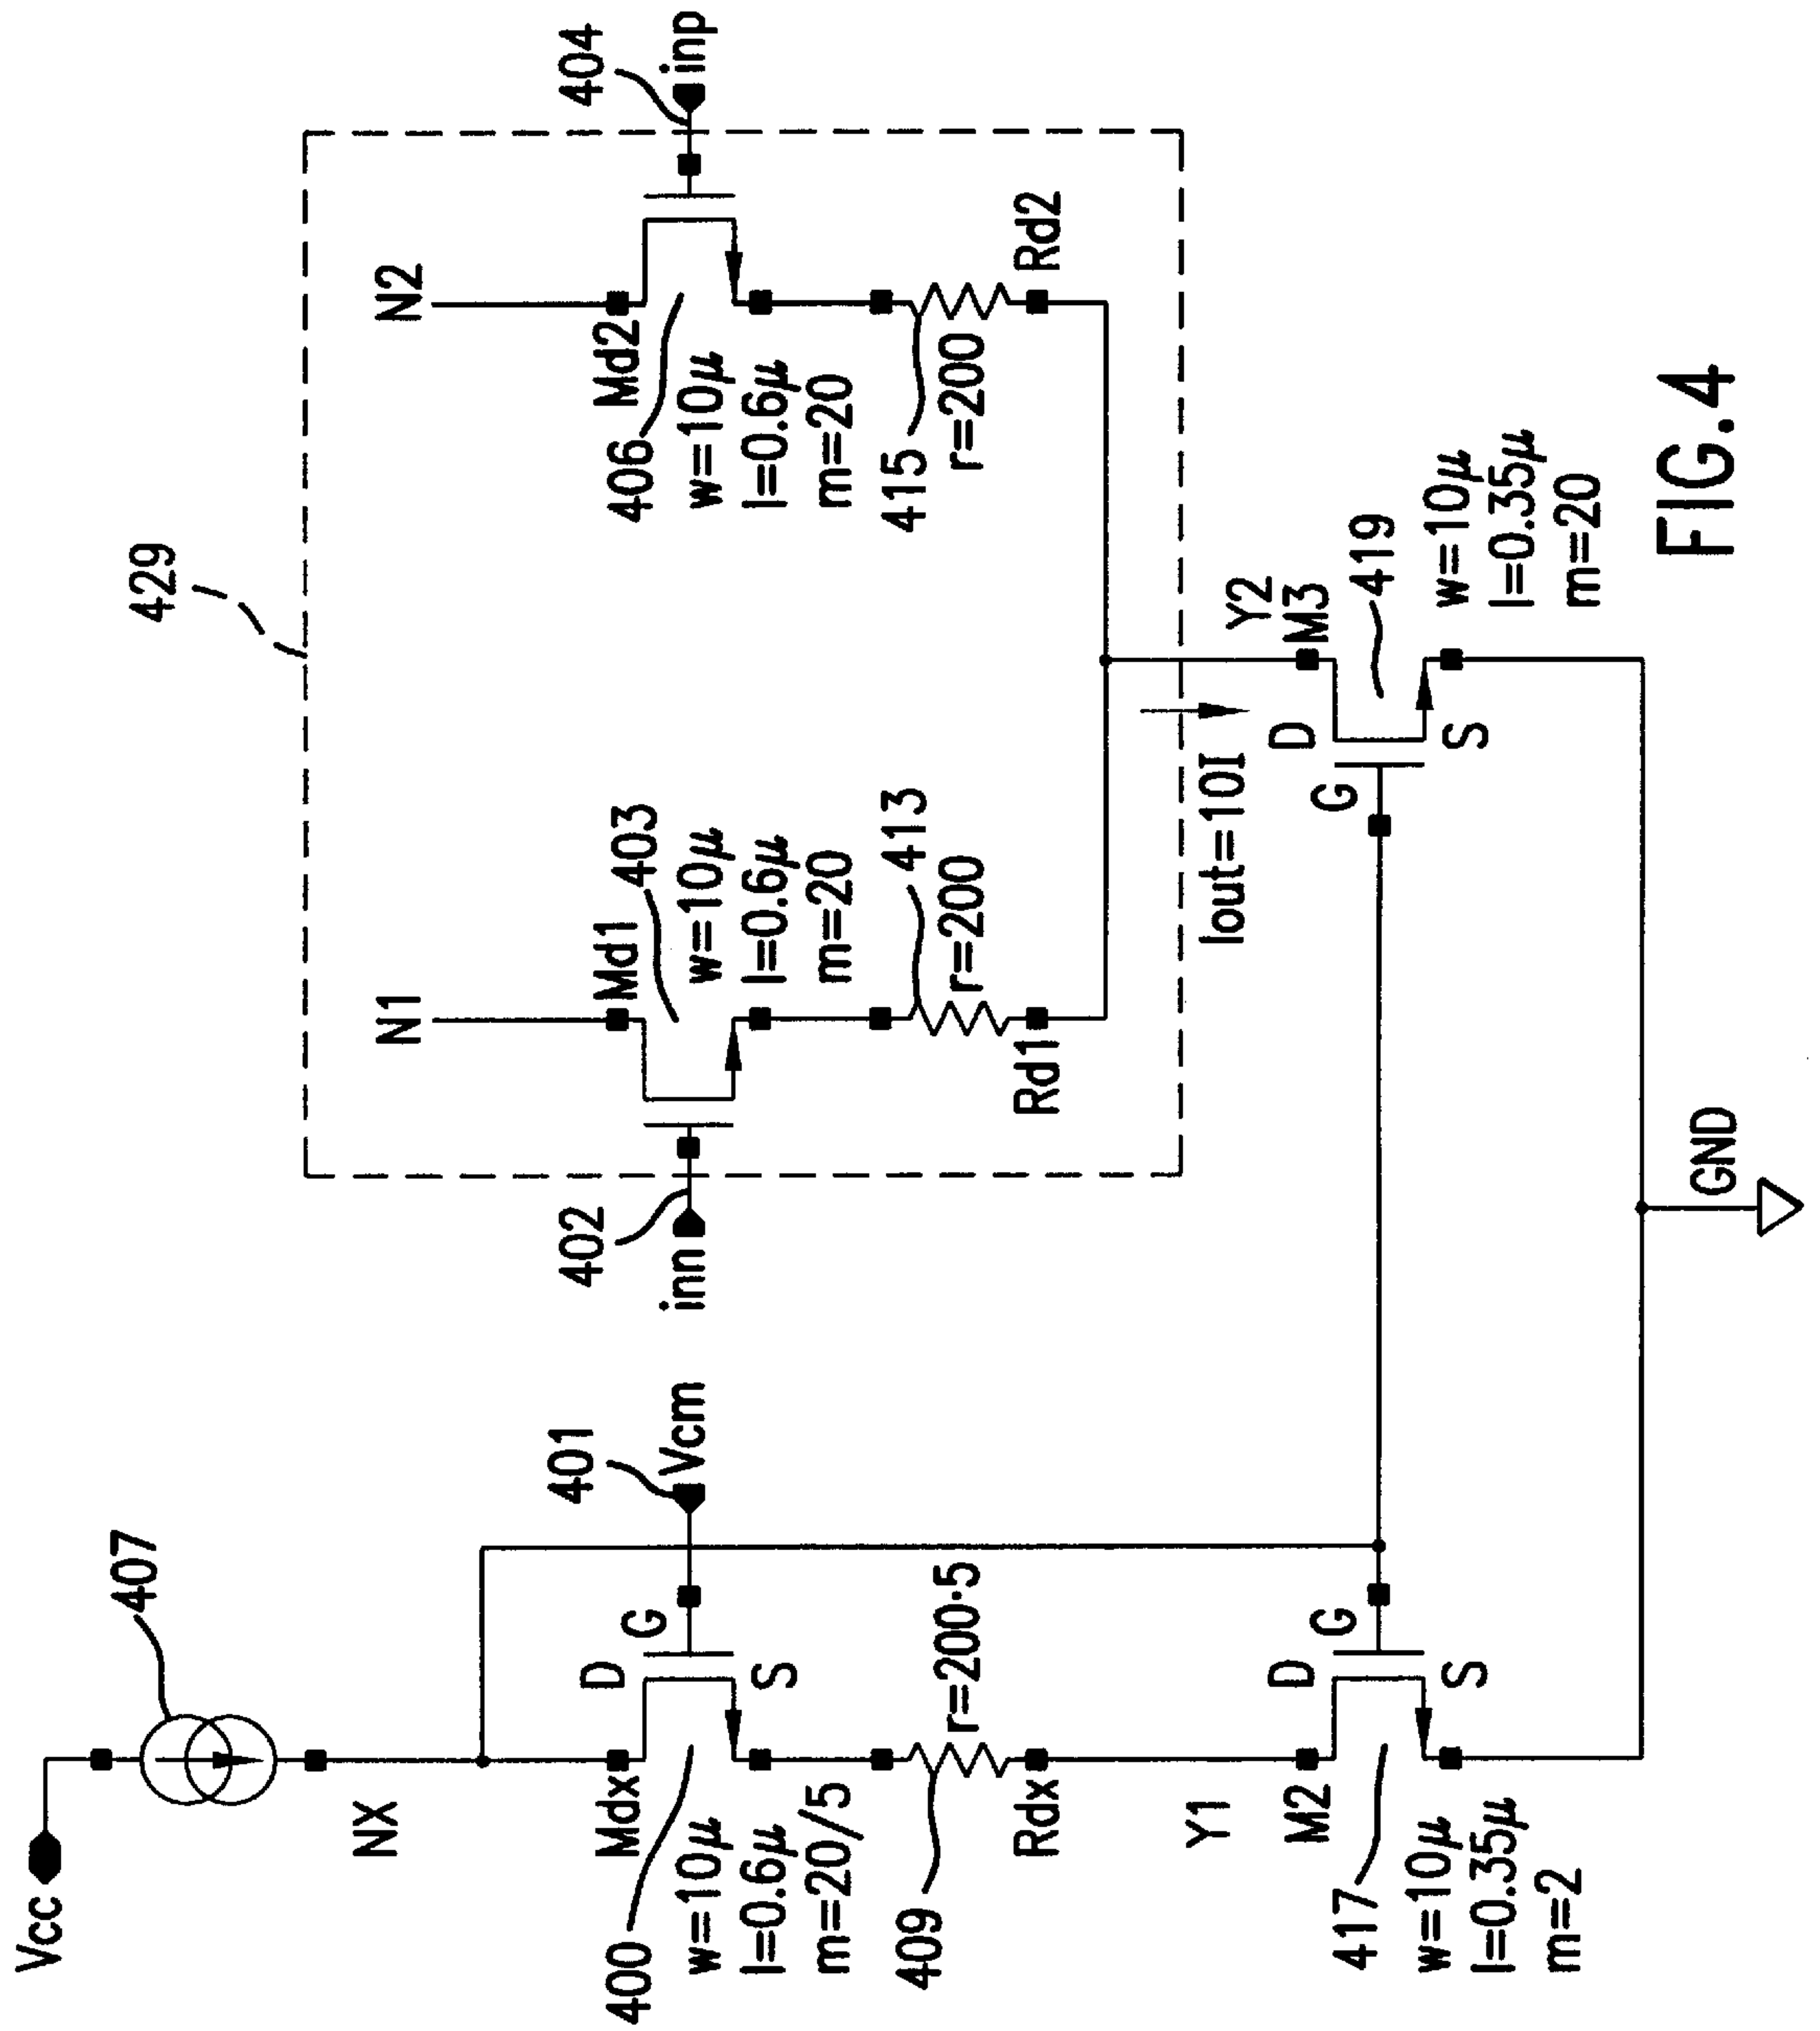 Vcc
407
NX
Mdx
400
w=10µ
l=0.6µ
m=20/5
D
G
S
401
Vcm
409
r=200·5
Rdx
Y1
M2
417
w=10µ
l=0.35µ
m=2
D
G
S
429
N1
Md1
403
w=10µ
l=0.6µ
m=20
402
inn
413
r=200
Rd1
N2
Md2
406
w=10µ
l=0.6µ
m=20
404
inp
415
r=200
Rd2
Iout=10I
Y2
M3
D
G
S
419
w=10µ
l=0.35µ
m=20
GND
FIG.4